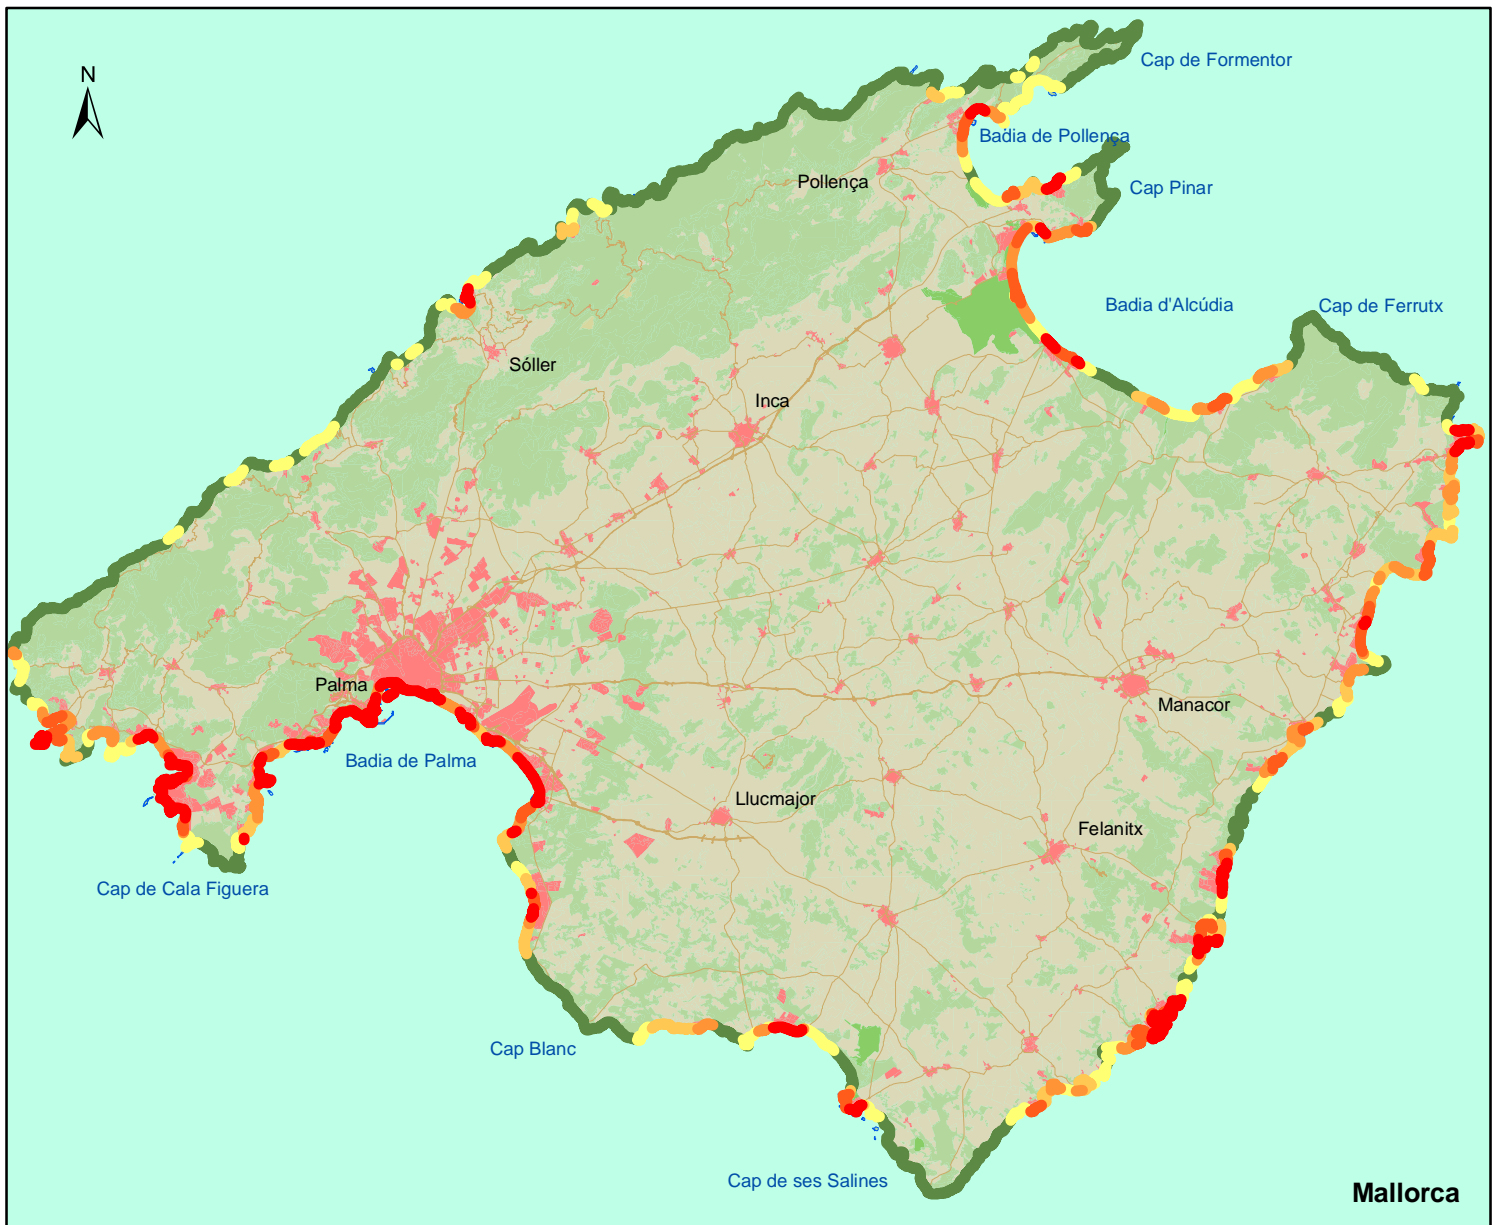 Cap de Formentor
N
Badia de Pollença
Pollença
Cap Pinar
Badia d'Alcúdia
Cap de Ferrutx
Sóller
Inca
Palma
Manacor
Badia de Palma
Llucmajor
Felanitx
Cap de Cala Figuera
Cap Blanc
Cap de ses Salines
Mallorca